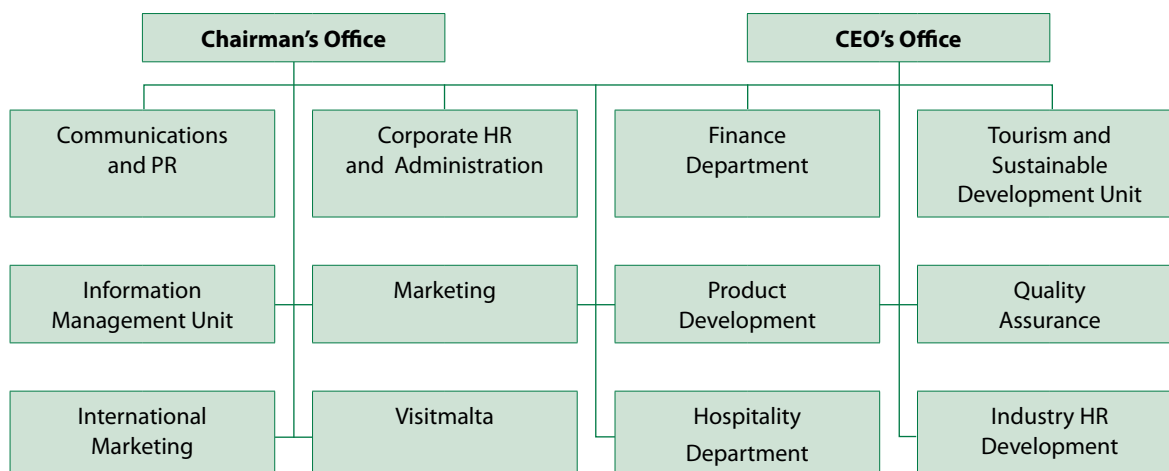 Chairman's Office
CEO's Office
Communications
and PR
Corporate HR
and Administration
Finance
Department
Tourism and
Sustainable
Development Unit
Information
Management Unit
Marketing
Product
Development
Quality
Assurance
International
Marketing
Visitmalta
Hospitality
Department
Industry HR
Development